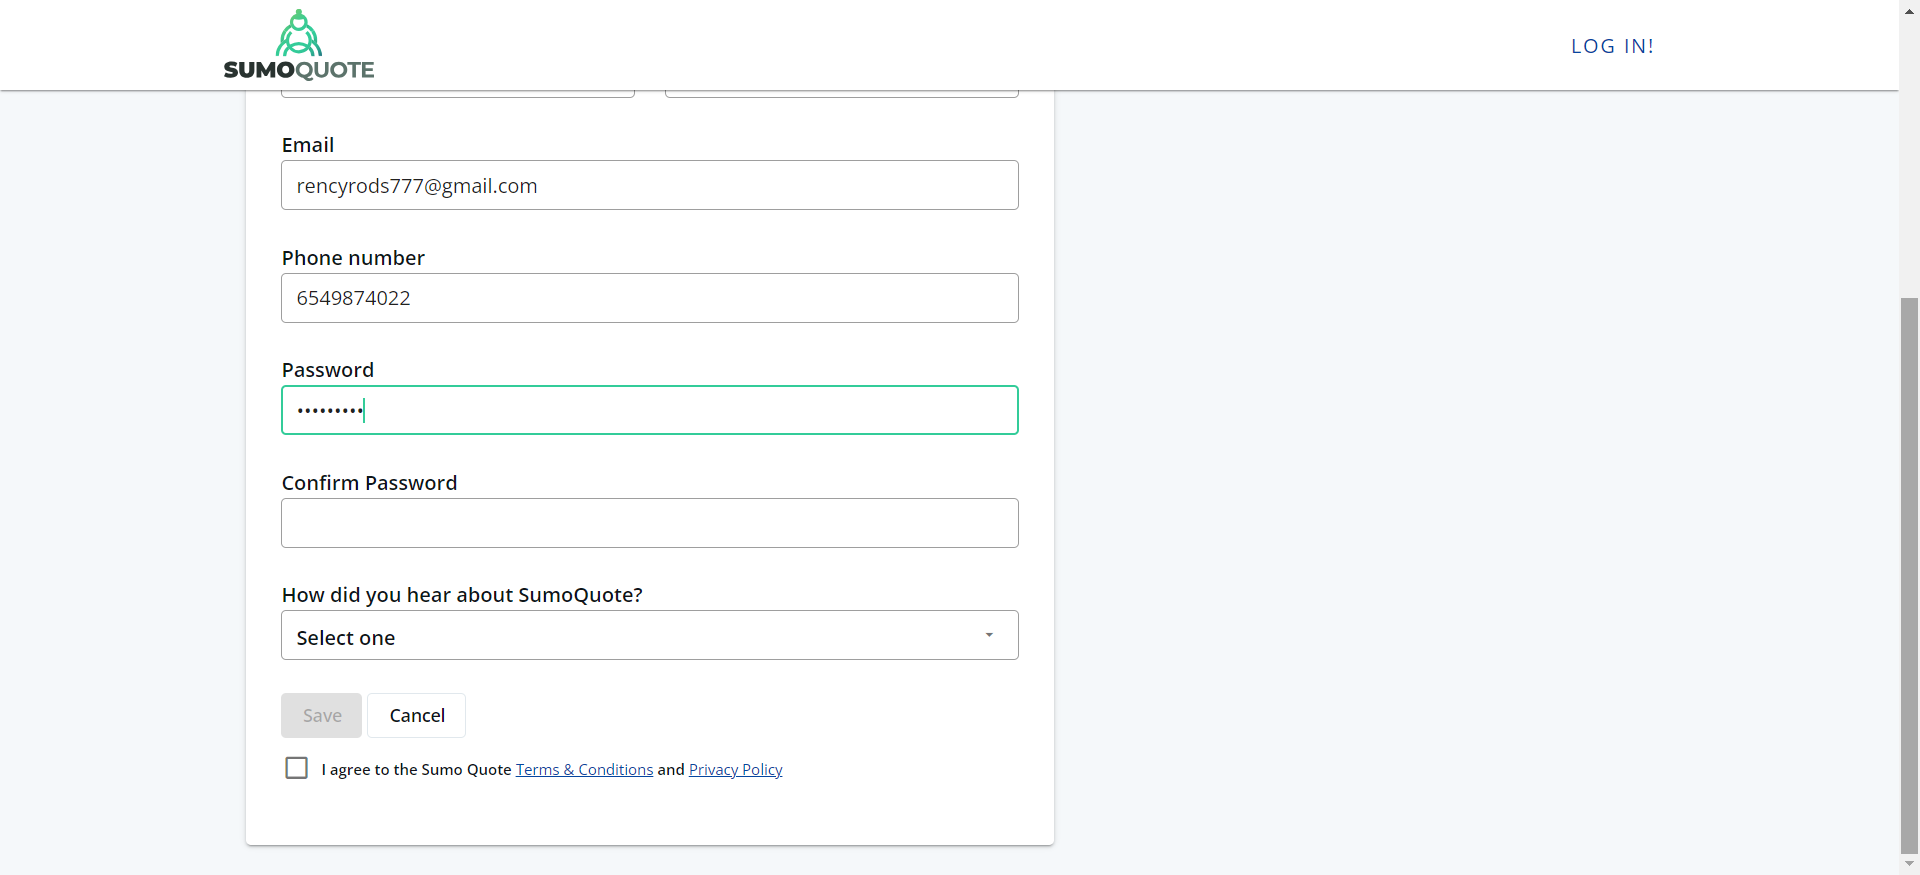 SUMOQUOTE
LOG IN!
Email
rencyrods777@gmail.com
Phone number
6549874022
Password
•••••••••
Confirm Password
How did you hear about SumoQuote?
Select one
Save
Cancel
I agree to the Sumo Quote Terms & Conditions and Privacy Policy